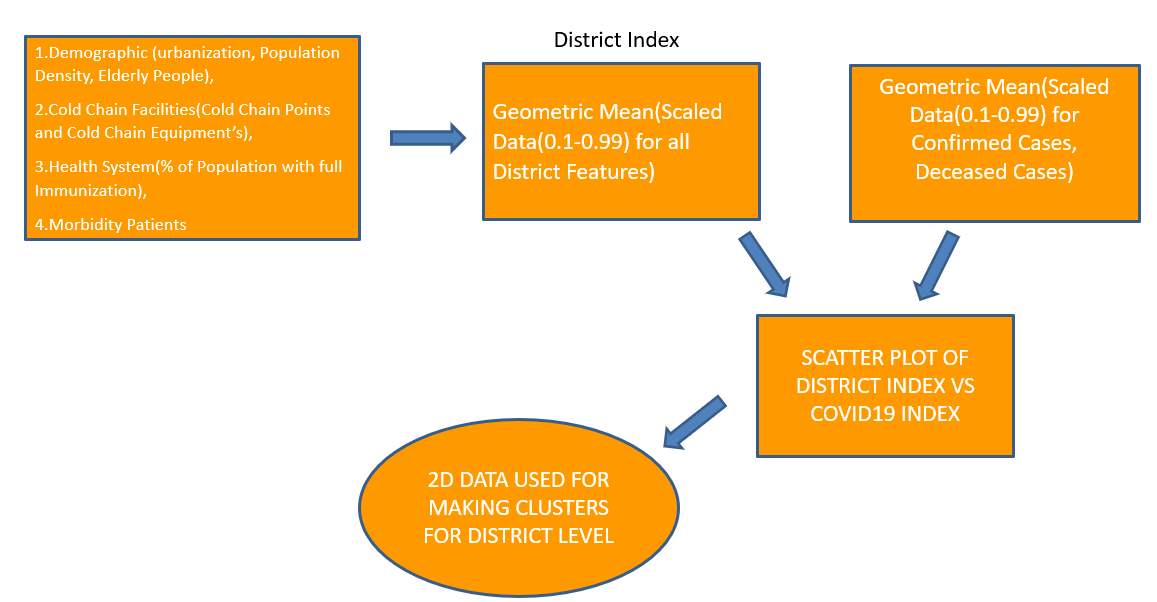 District Index
1.Demographic (urbanization, Population
Density, Elderly People),
2.Cold Chain Facilities(Cold Chain Points
and Cold Chain Equipment’s),
3.Health System(% of Population with full
Immunization),
4.Morbidity Patients
Geometric Mean(Scaled
Data(0.1-0.99) for all
District Features)
Geometric Mean(Scaled
Data(0.1-0.99) for
Confirmed Cases,
Deceased Cases)
SCATTER PLOT OF
DISTRICT INDEX VS
COVID19 INDEX
2D DATA USED FOR
MAKING CLUSTERS
FOR DISTRICT LEVEL